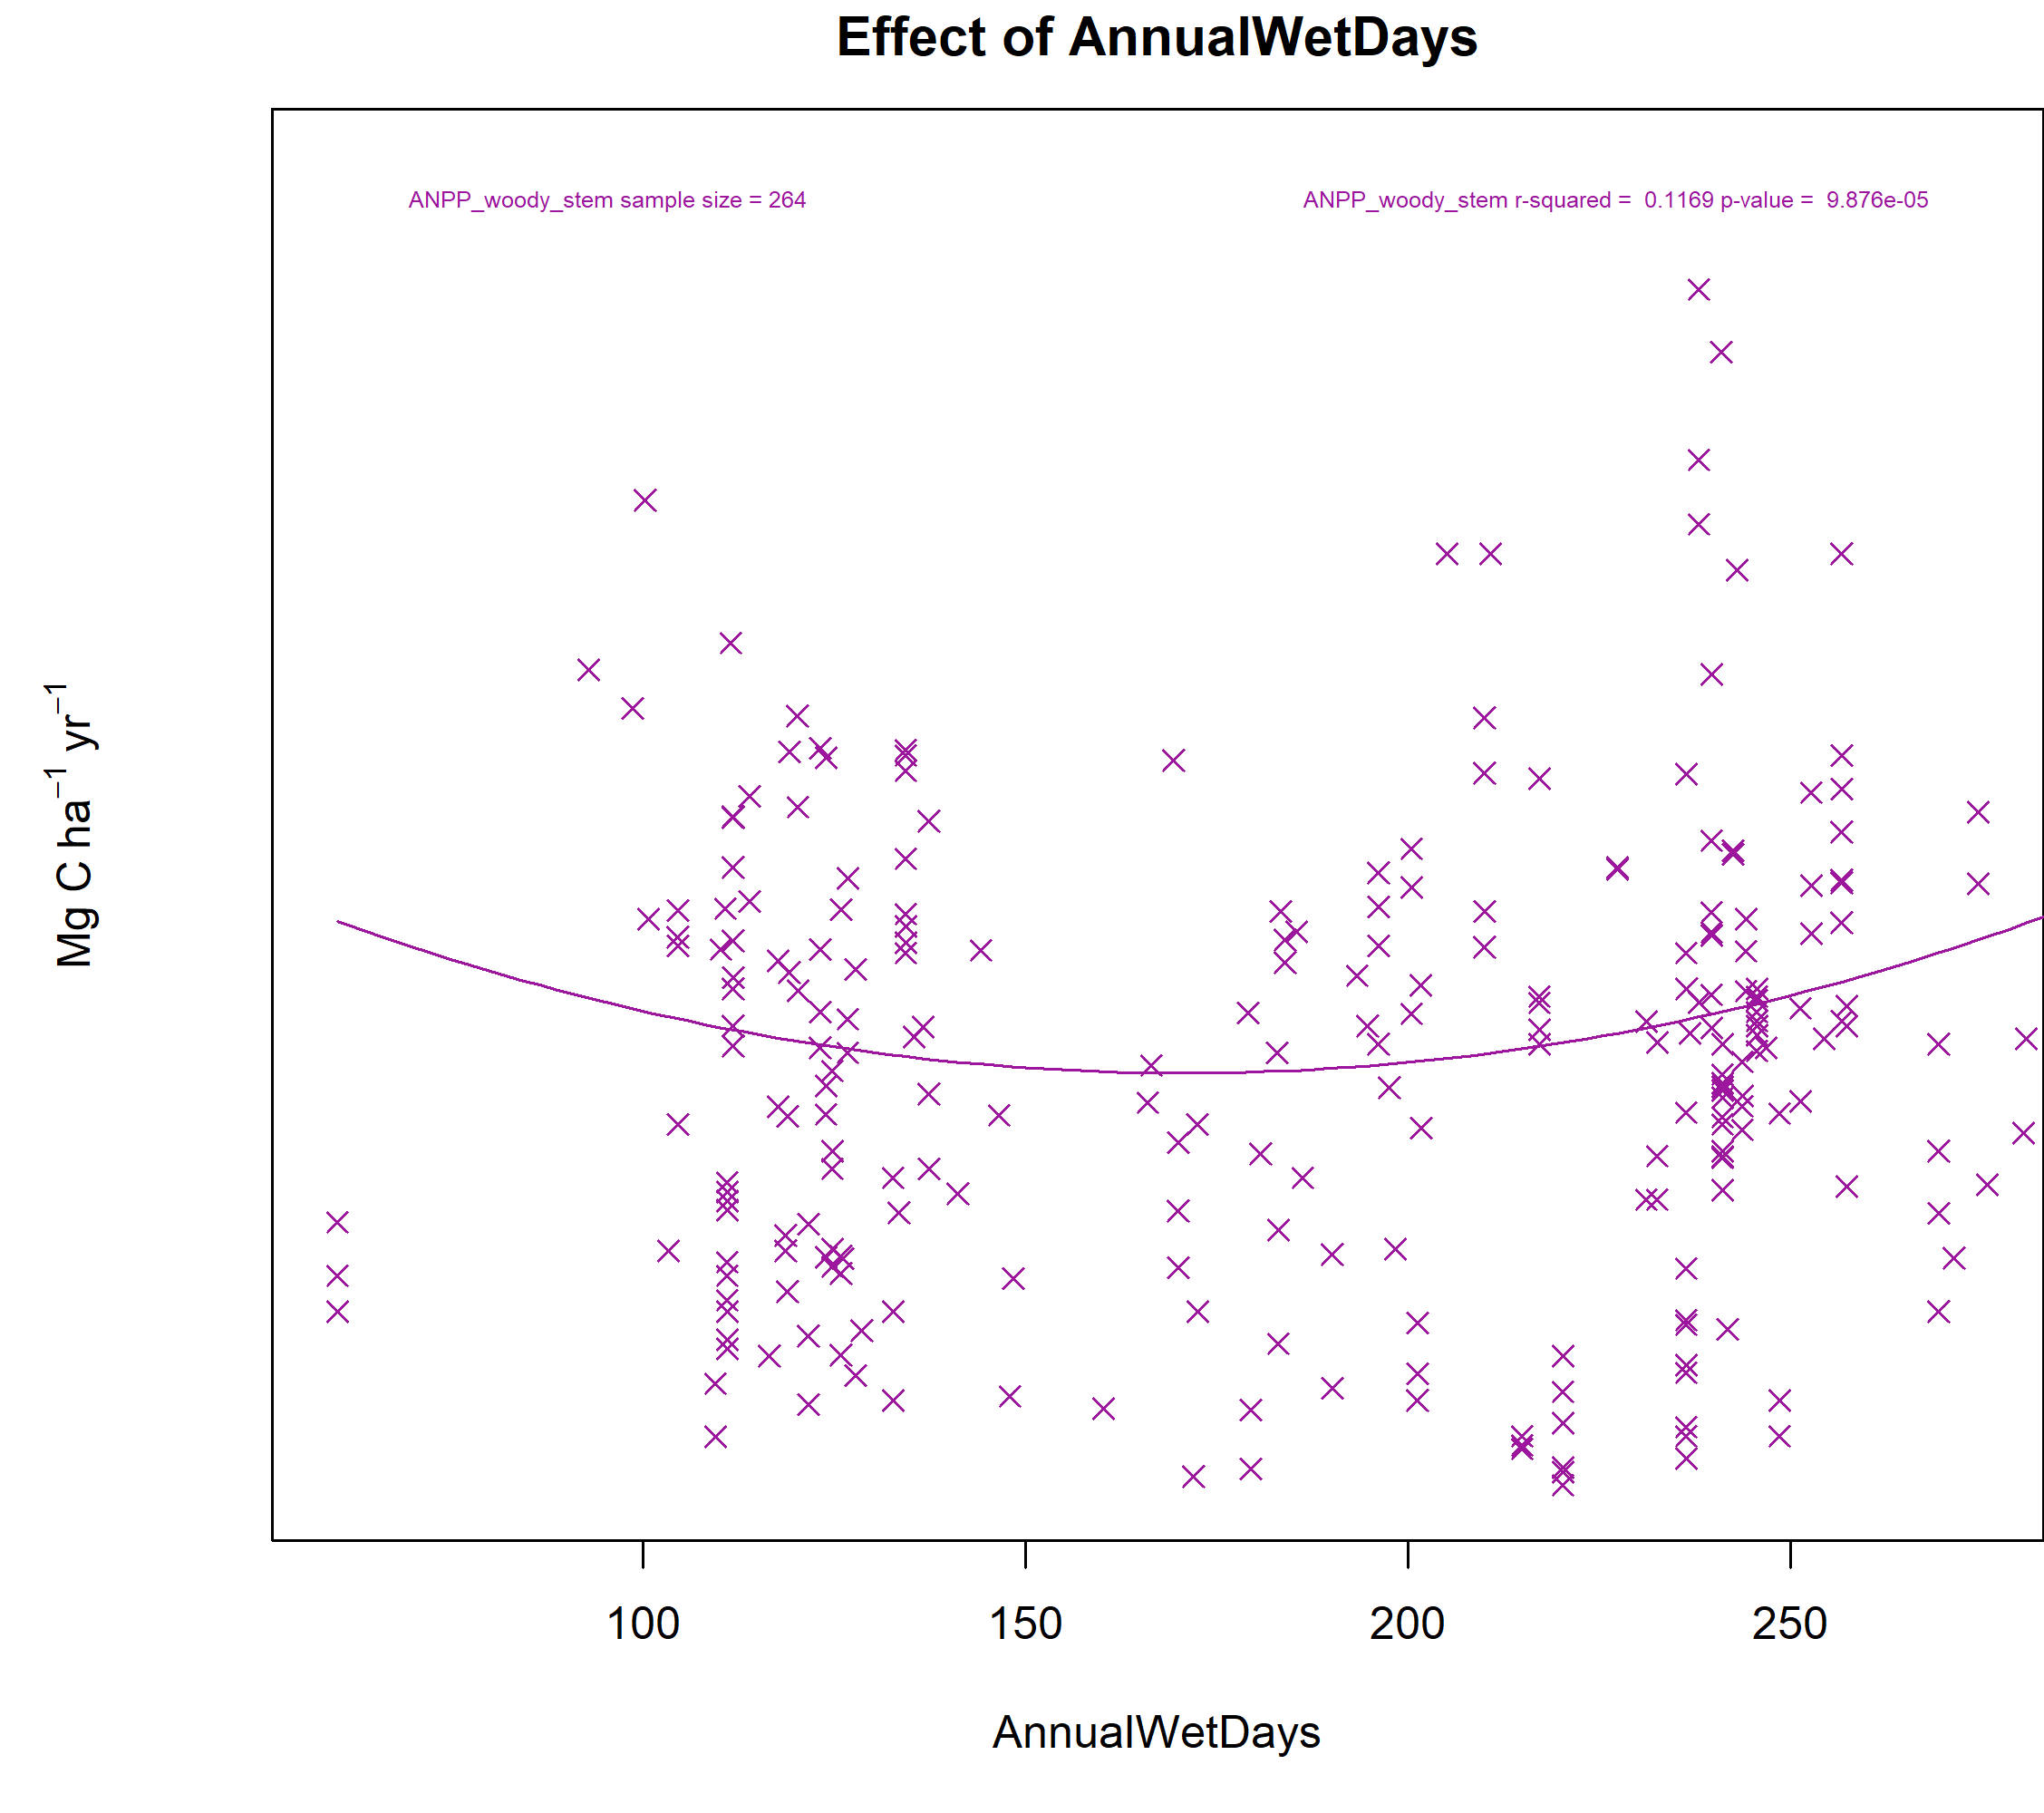 Effect of AnnualWetDays
ANPP_woody_stem sample size = 264
ANPP_woody_stem r-squared = 0.1169 p-value = 9.876e-05
Mg C ha⁻¹ yr⁻¹
100 150 200 250
AnnualWetDays